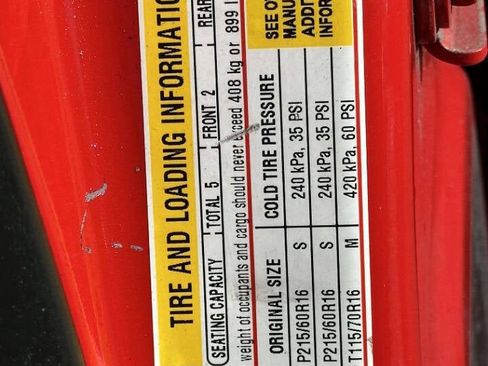 TIRE AND LOADING INFORMATIO
SEATING CAPACITY TOTAL 5 FRONT 2 REAR
weight of occupants and cargo should never exceed 408 kg or 899 l
ORIGINAL SIZE COLD TIRE PRESSURE
P215/60R16 S 240 kPa, 35 PSI
P215/60R16 S 240 kPa, 35 PSI
T115/70R16 M 420 kPa, 60 PSI
SEE O
MANU
ADDI
INFOR